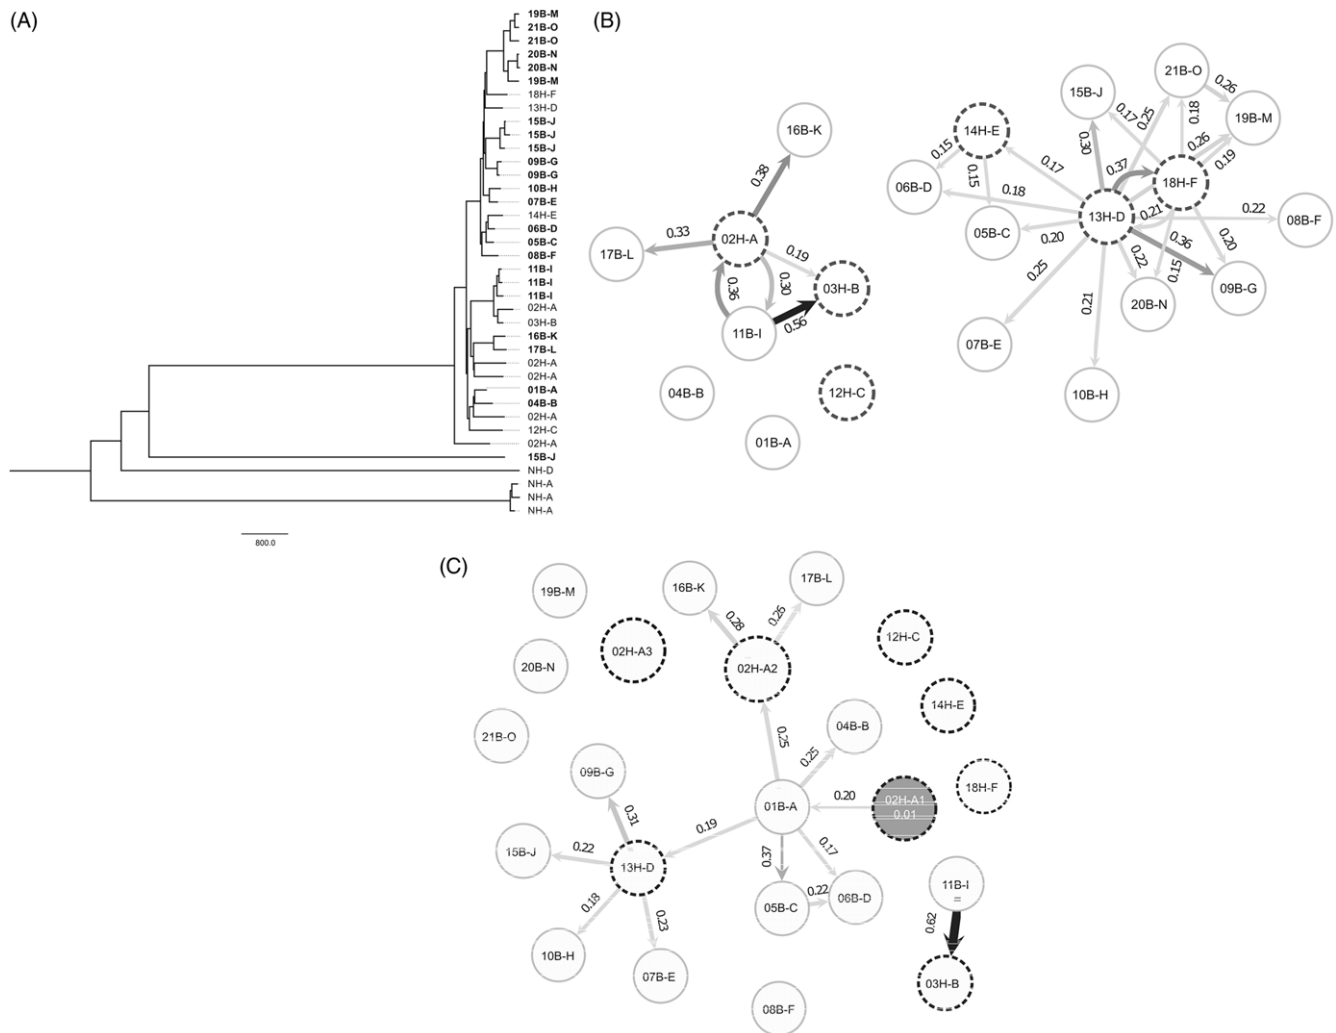 (A)
19B-M
21B-O
21B-O
20B-N
20B-N
19B-M
18H-F
13H-D
15B-J
15B-J
15B-J
09B-G
09B-G
10B-H
07B-E
14H-E
06B-D
05B-C
08B-F
11B-I
11B-I
11B-I
02H-A
03H-B
16B-K
17B-L
02H-A
02H-A
01B-A
04B-B
02H-A
12H-C
02H-A
15B-J
NH-D
NH-A
NH-A
NH-A
800.0
(B)
16B-K
0.38
02H-A
0.33
17B-L
0.19
03H-B
0.36
0.30
0.56
11B-I
04B-B
12H-C
01B-A
21B-O
0.26
15B-J
19B-M
0.17
0.25
0.18
14H-E
0.30
0.26
0.19
0.15
0.17
0.37
18H-F
06B-D
0.15
0.18
13H-D
0.21
0.22
08B-F
05B-C
0.20
0.36
0.20
0.25
0.22
0.15
09B-G
20B-N
0.21
07B-E
10B-H
(C)
19B-M
16B-K
17B-L
0.28
0.26
12H-C
02H-A3
02H-A2
20B-N
14H-E
21B-O
0.25
04B-B
0.25
09B-G
18H-F
01B-A
0.20
02H-A1
0.01
0.31
0.19
15B-J
0.22
13H-D
0.37
0.17
11B-I
=
0.18
0.23
05B-C
0.22
06B-D
0.62
10B-H
07B-E
03H-B
08B-F